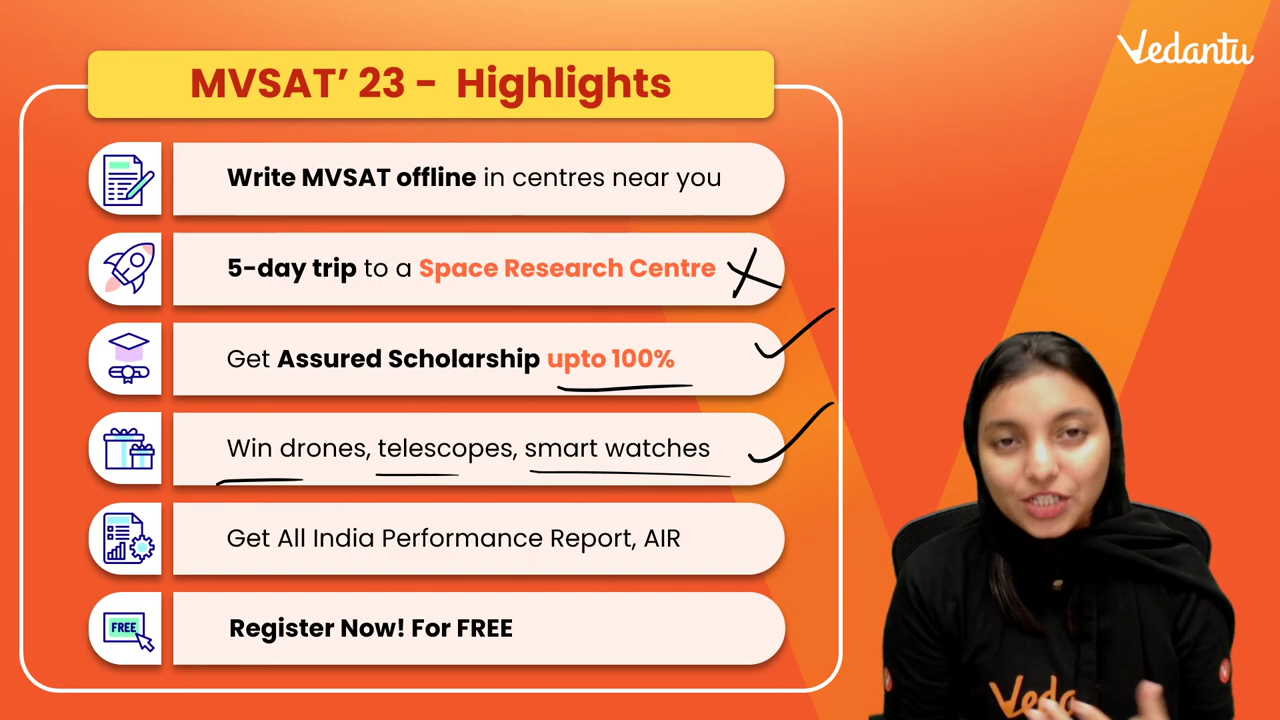 Vedantu
MVSAT’ 23 - Highlights
Write MVSAT offline in centres near you
5-day trip to a Space Research Centre
Get Assured Scholarship upto 100%
Win drones, telescopes, smart watches
Get All India Performance Report, AIR
FREE
Register Now! For FREE
Veda